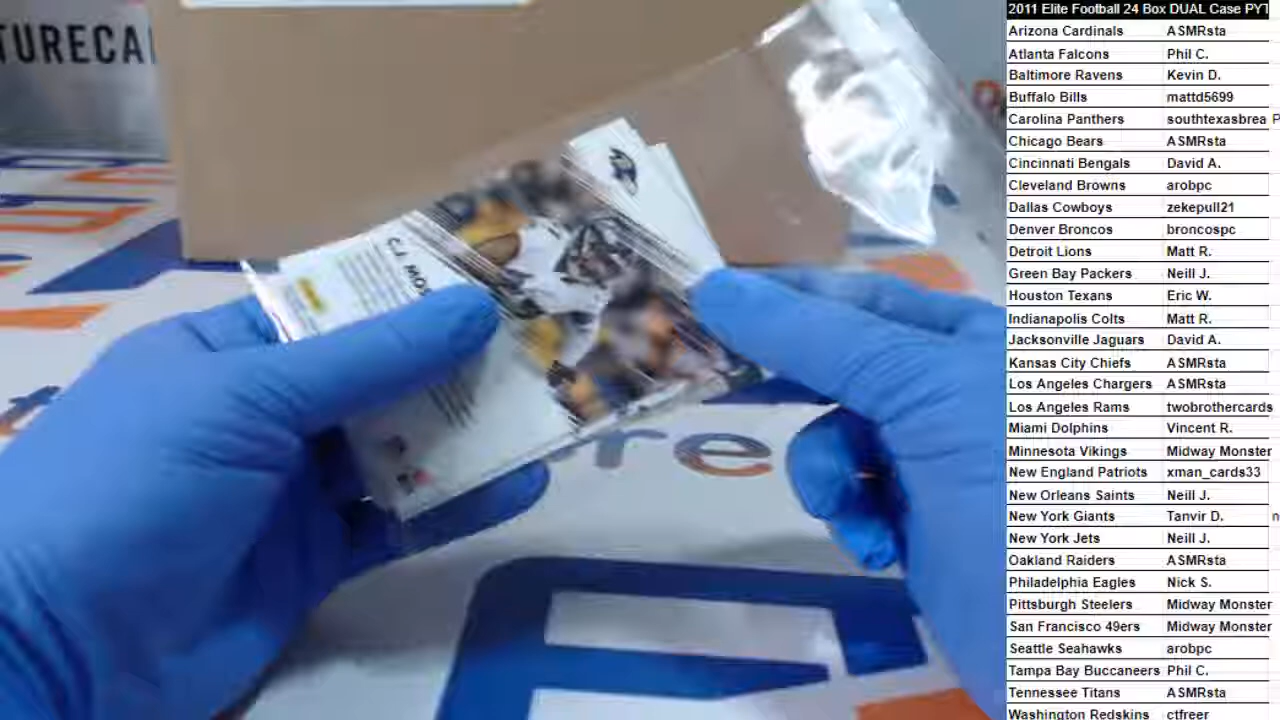 TURECA
C.J. MOS
re
2011 Elite Football 24 Box DUAL Case PYT
Arizona Cardinals ASMRsta
Atlanta Falcons Phil C.
Baltimore Ravens Kevin D.
Buffalo Bills mattd5699
Carolina Panthers southtexasbrea P
Chicago Bears ASMRsta
Cincinnati Bengals David A.
Cleveland Browns arobpc
Dallas Cowboys zekepull21
Denver Broncos broncospc
Detroit Lions Matt R.
Green Bay Packers Neill J.
Houston Texans Eric W.
Indianapolis Colts Matt R.
Jacksonville Jaguars David A.
Kansas City Chiefs ASMRsta
Los Angeles Chargers ASMRsta
Los Angeles Rams twobrothercards
Miami Dolphins Vincent R.
Minnesota Vikings Midway Monster
New England Patriots xman_cards33
New Orleans Saints Neill J.
New York Giants Tanvir D. n
New York Jets Neill J.
Oakland Raiders ASMRsta
Philadelphia Eagles Nick S.
Pittsburgh Steelers Midway Monster
San Francisco 49ers Midway Monster
Seattle Seahawks arobpc
Tampa Bay Buccaneers Phil C.
Tennessee Titans ASMRsta
Washington Redskins ctfreer